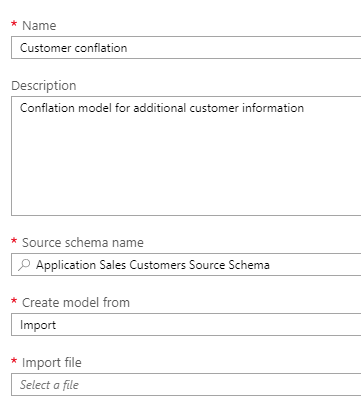 * Name
Customer conflation
Description
Conflation model for additional customer information
* Source schema name
Application Sales Customers Source Schema
* Create model from
Import
* Import file
Select a file